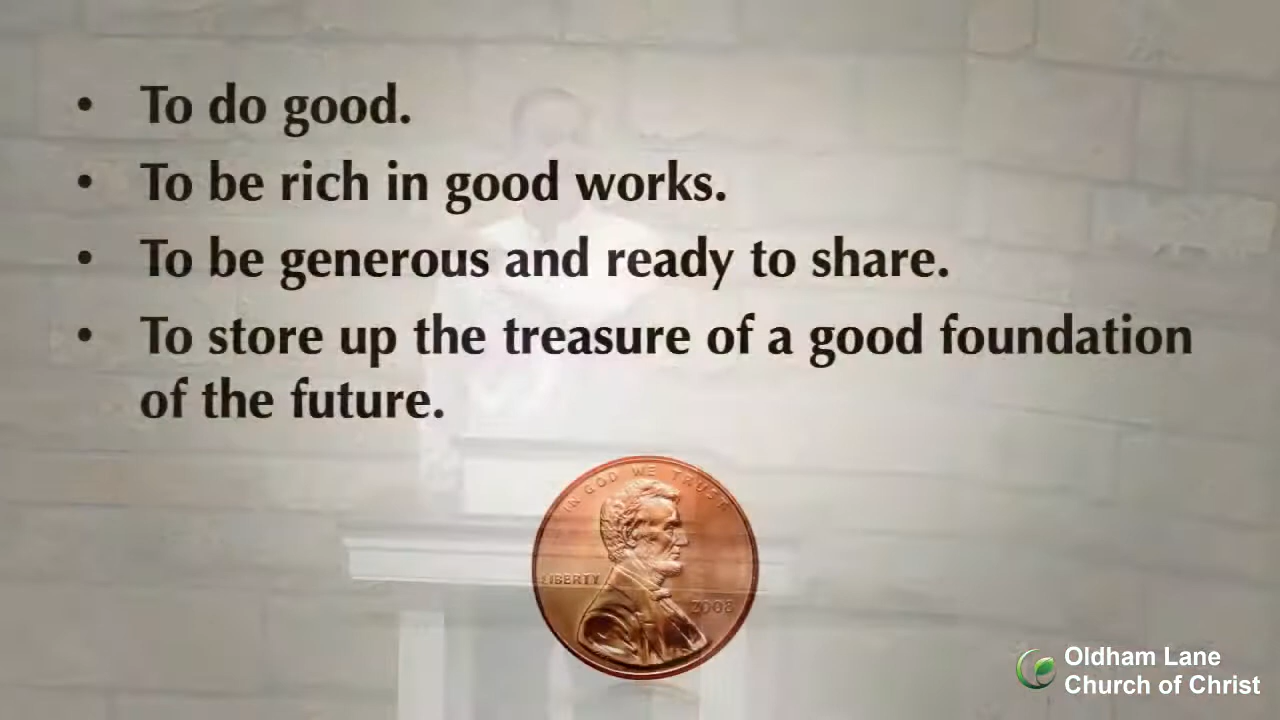 • To do good.
• To be rich in good works.
• To be generous and ready to share.
• To store up the treasure of a good foundation
of the future.
IN GOD WE TRUST
LIBERTY
2008
Oldham Lane
Church of Christ